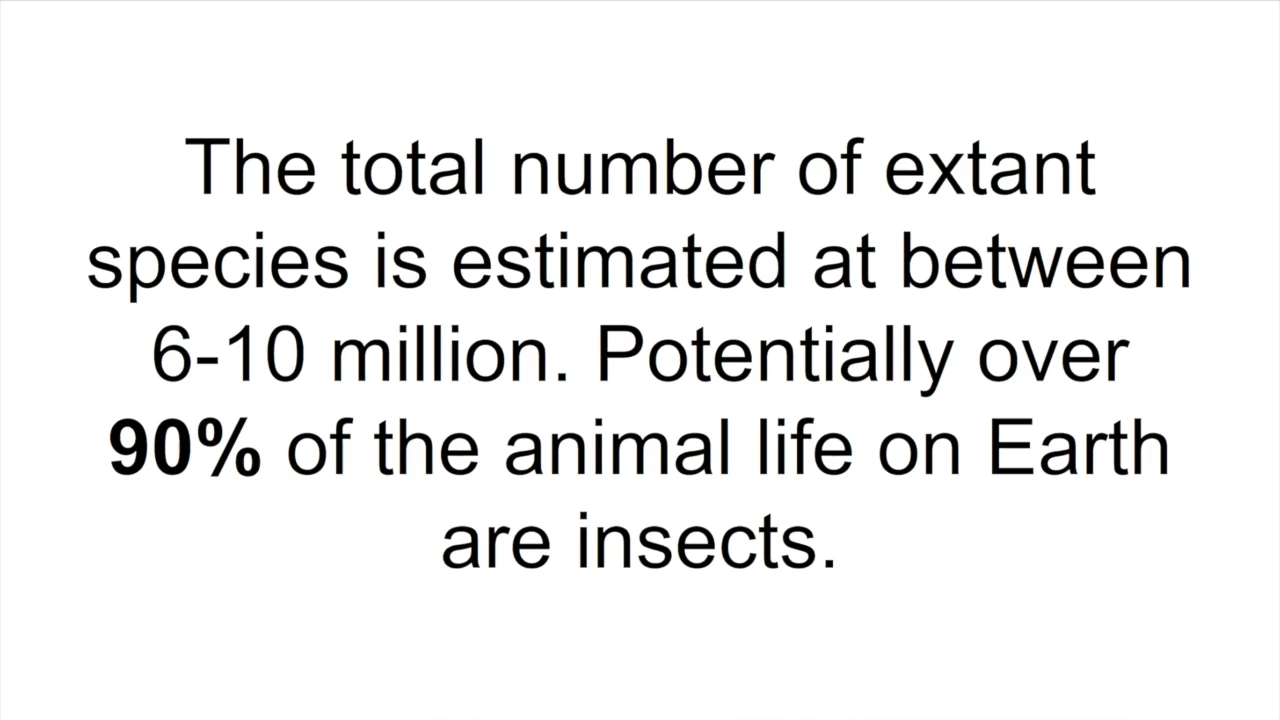 The total number of extant
species is estimated at between
6-10 million. Potentially over
90% of the animal life on Earth
are insects.